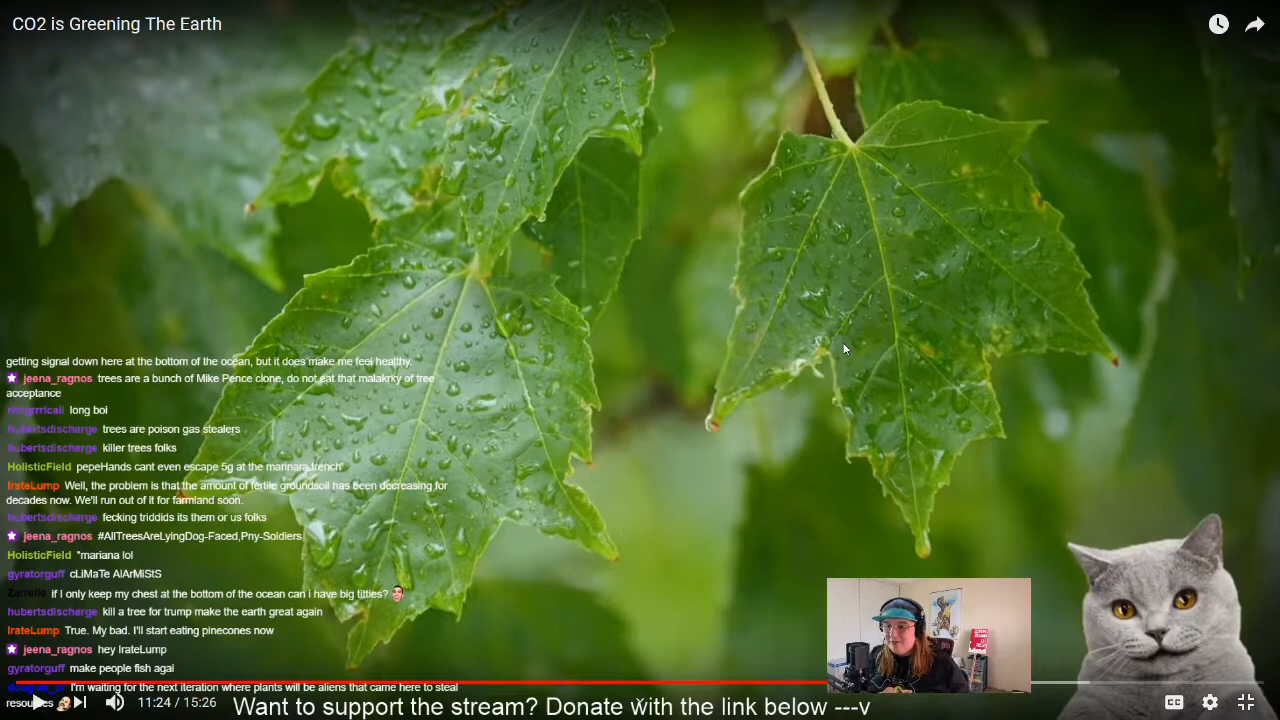 CO2 is Greening The Earth
getting signal down here at the bottom of the ocean, but it does make me feel healthy.
jeena_ragnos trees are a bunch of Mike Pence clone, do not eat that malakrky of tree
acceptance
long boi
hubertsdischarge trees are poison gas stealers
hubertsdischarge killer trees folks
HolisticField pepeHands cant even escape 5g at the marinara trench
IrateLump Well, the problem is that the amount of fertile groundsoil has been decreasing for
decades now. We'll run out of it for farmland soon.
hubertsdischarge fecking triddids its them or us folks
jeena_ragnos #AllTreesAreLyingDog-Faced,Pny-Soldiers
HolisticField *mariana lol
gyratorguff cLiMaTe AlArMiStS
Zarrelle if I only keep my chest at the bottom of the ocean can i have big titties?
hubertsdischarge kill a tree for trump make the earth great again
IrateLump True. My bad. I'll start eating pinecones now
jeena_ragnos hey IrateLump
gyratorguff make people fish agai
I'm waiting for the next iteration where plants will be aliens that came here to steal
resources
11:24 / 15:26
Want to support the stream? Donate with the link below ---v
CC